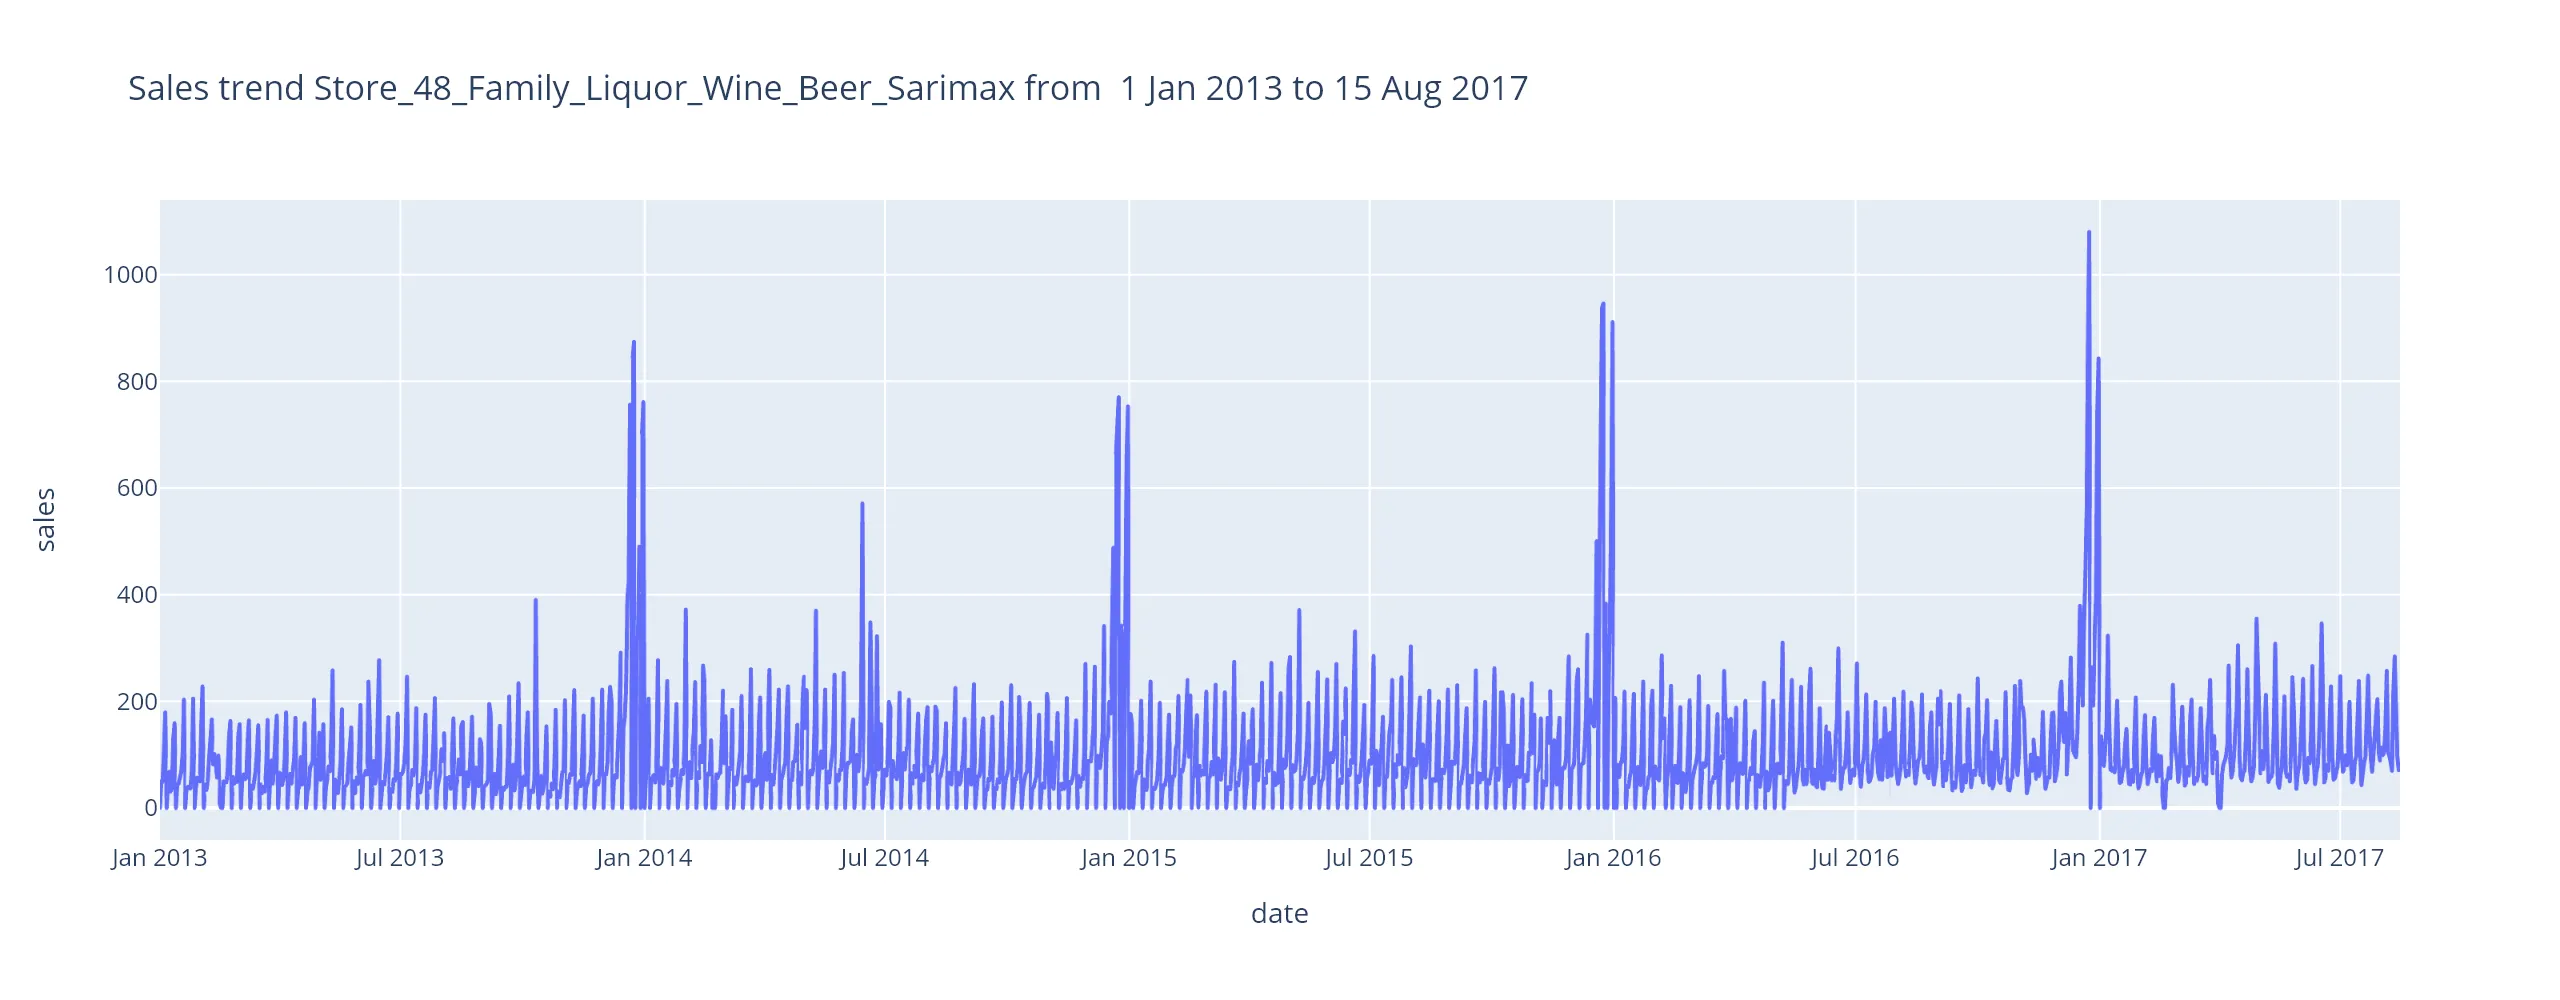 Sales trend Store_48_Family_Liquor_Wine_Beer_Sarimax from  1 Jan 2013 to 15 Aug 2017
1000
800
600
400
200
0
sales
Jan 2013 Jul 2013 Jan 2014 Jul 2014 Jan 2015 Jul 2015 Jan 2016 Jul 2016 Jan 2017 Jul 2017
date